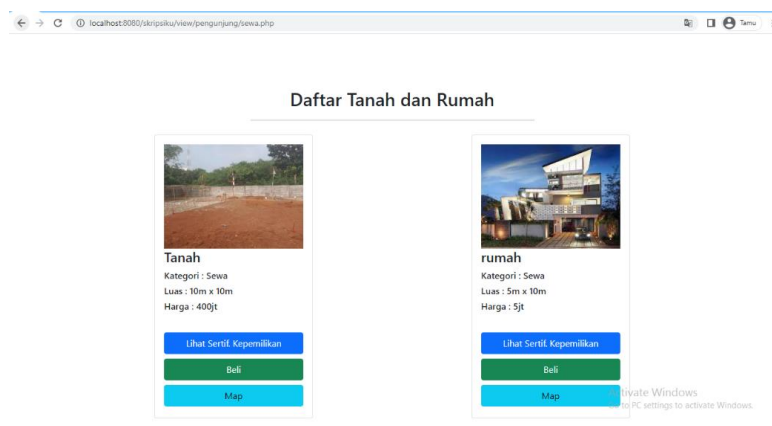 localhost:8080/skripsiku/view/pengunjung/sewa.php
Tamu
Daftar Tanah dan Rumah
Tanah
Kategori : Sewa
Luas : 10m x 10m
Harga : 400jt
Lihat Sertif. Kepemilikan
Beli
Map
rumah
Kategori : Sewa
Luas : 5m x 10m
Harga : 5jt
Lihat Sertif. Kepemilikan
Beli
Map
Activate Windows
to PC settings to activate Windows.